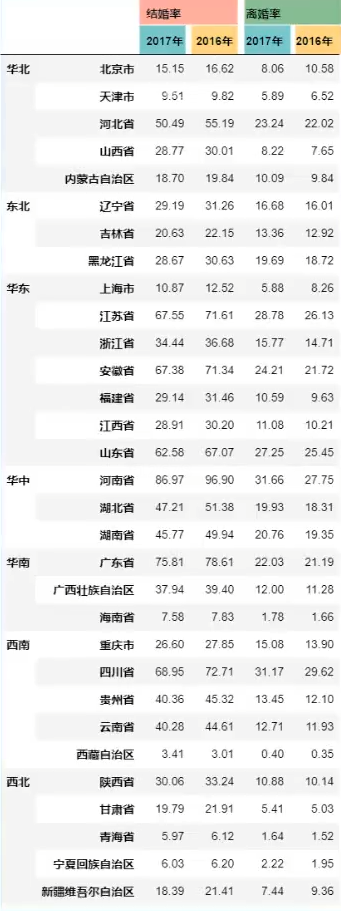 结婚率 离婚率
2017年 2016年 2017年 2016年
华北 北京市 15.15 16.62 8.06 10.58
天津市 9.51 9.82 5.89 6.52
河北省 50.49 55.19 23.24 22.02
山西省 28.77 30.01 8.22 7.65
内蒙古自治区 18.70 19.84 10.09 9.84
东北 辽宁省 29.19 31.26 16.68 16.01
吉林省 20.63 22.15 13.36 12.92
黑龙江省 28.67 30.63 19.69 18.72
华东 上海市 10.87 12.52 5.88 8.26
江苏省 67.55 71.61 28.78 26.13
浙江省 34.44 36.68 15.77 14.71
安徽省 67.38 71.34 24.21 21.72
福建省 29.14 31.46 10.59 9.63
江西省 28.91 30.20 11.08 10.21
山东省 62.58 67.07 27.25 25.45
华中 河南省 86.97 96.90 31.66 27.75
湖北省 47.21 51.38 19.93 18.31
湖南省 45.77 49.94 20.76 19.35
华南 广东省 75.81 78.61 22.03 21.19
广西壮族自治区 37.94 39.40 12.00 11.28
海南省 7.58 7.83 1.78 1.66
西南 重庆市 26.60 27.85 15.08 13.90
四川省 68.95 72.71 31.17 29.62
贵州省 40.36 45.32 13.45 12.10
云南省 40.28 44.61 12.71 11.93
西藏自治区 3.41 3.01 0.40 0.35
西北 陕西省 30.06 33.24 10.88 10.14
甘肃省 19.79 21.91 5.41 5.03
青海省 5.97 6.12 1.64 1.52
宁夏回族自治区 6.03 6.20 2.22 1.95
新疆维吾尔自治区 18.39 21.41 7.44 9.36